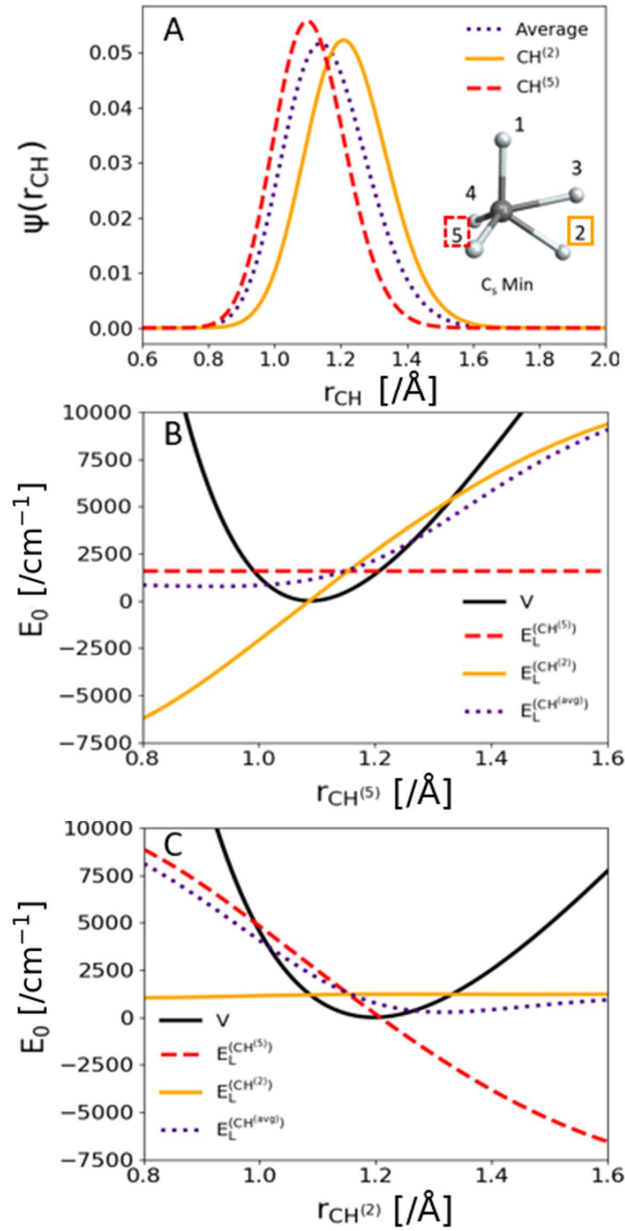 A
Average
CH(2)
CH(5)
0.05
0.04
0.03
0.02
0.01
0.00
ψ(rCH)
1
3
4
5
2
Cs Min
0.6 0.8 1.0 1.2 1.4 1.6 1.8 2.0
rCH [/Å]
B
10000
7500
5000
2500
0
−2500
−5000
−7500
E0 [/cm−1]
V
EL(CH(5))
EL(CH(2))
EL(CH(avg))
0.8 1.0 1.2 1.4 1.6
rCH(5) [/Å]
C
10000
7500
5000
2500
0
−2500
−5000
−7500
E0 [/cm−1]
V
EL(CH(5))
EL(CH(2))
EL(CH(avg))
0.8 1.0 1.2 1.4 1.6
rCH(2) [/Å]